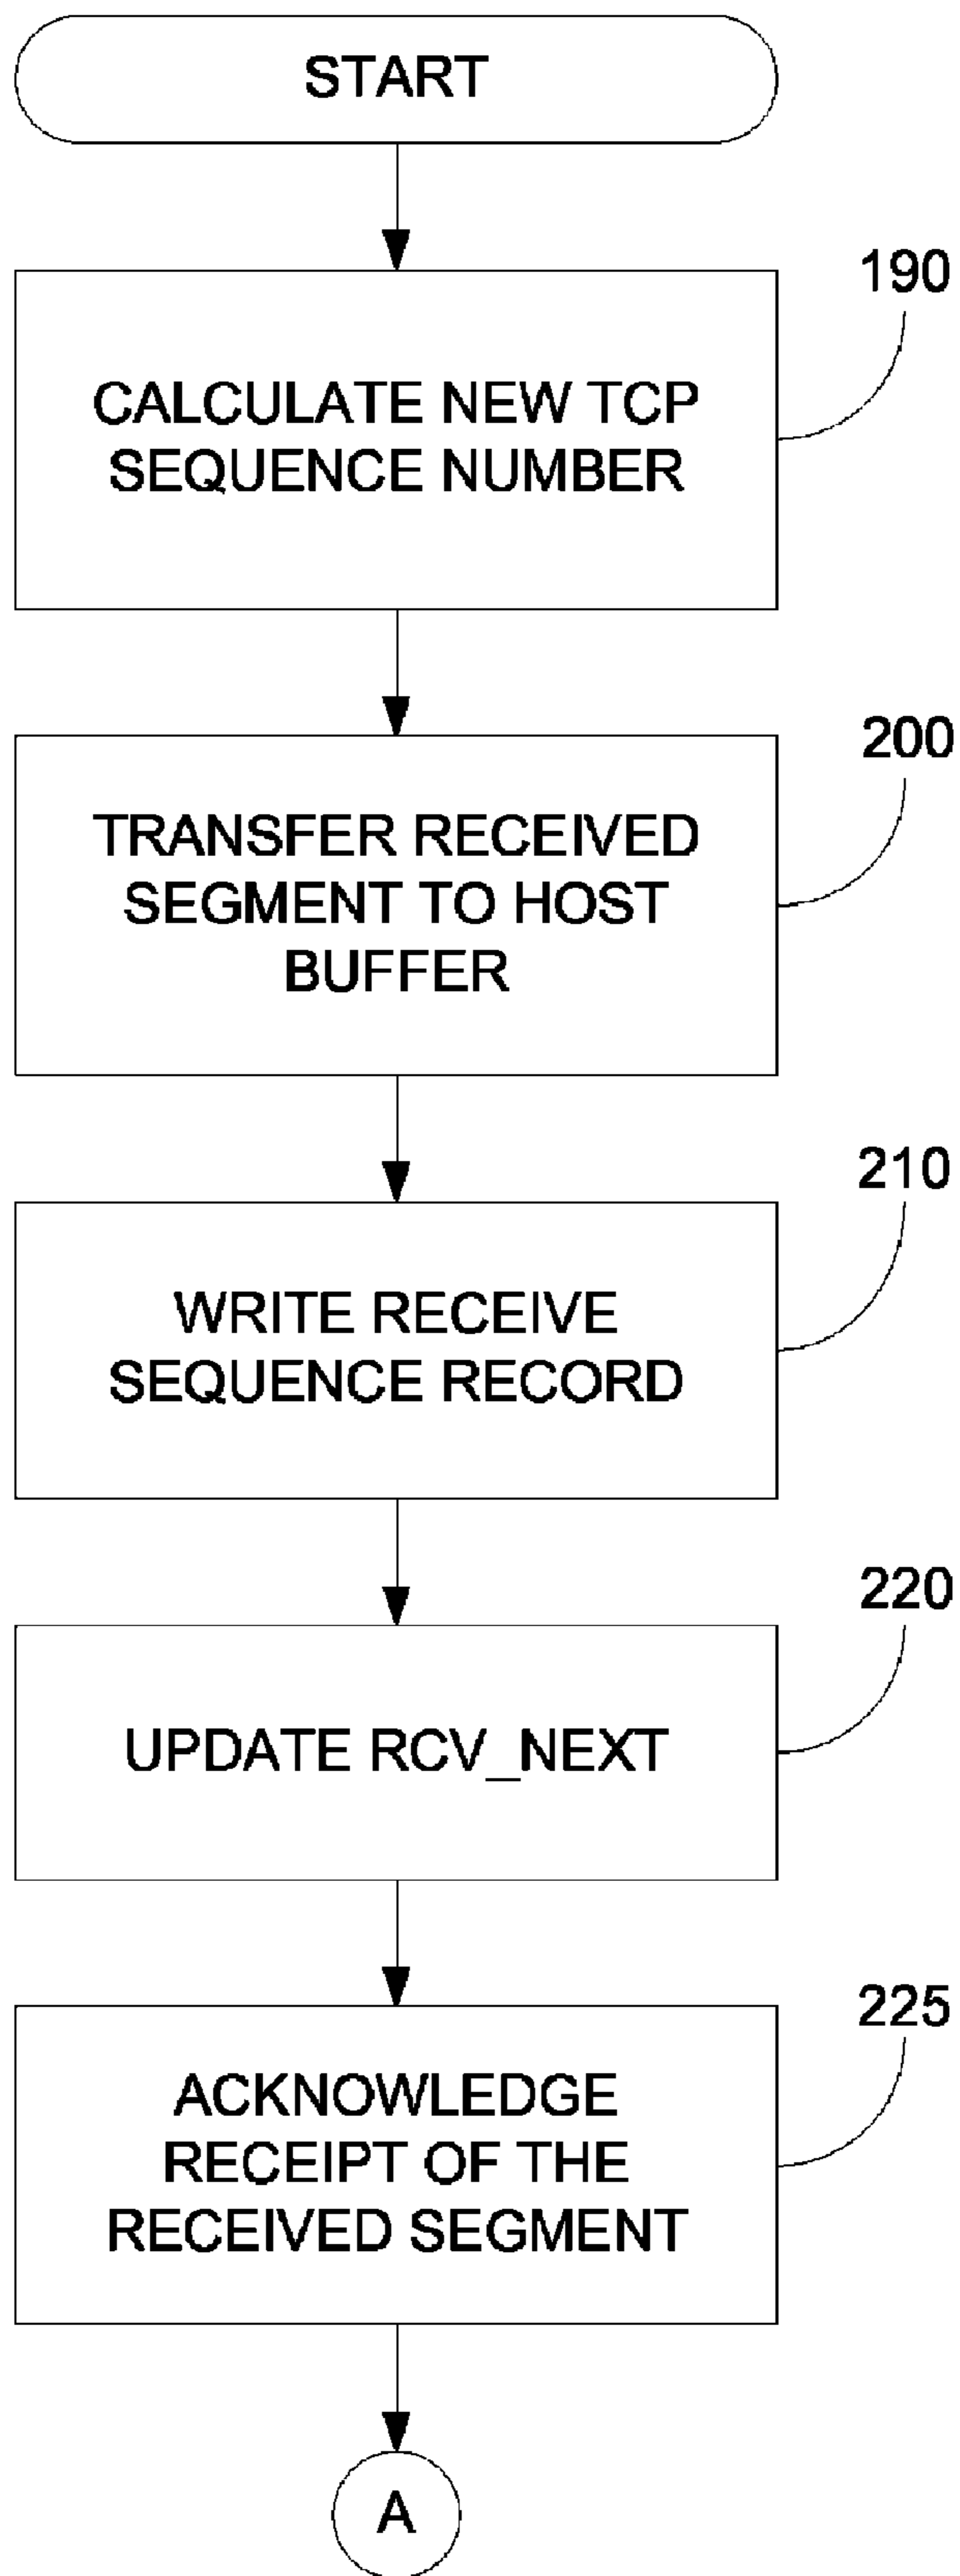 START
190
CALCULATE NEW TCP
SEQUENCE NUMBER
200
TRANSFER RECEIVED
SEGMENT TO HOST
BUFFER
210
WRITE RECEIVE
SEQUENCE RECORD
220
UPDATE RCV_NEXT
225
ACKNOWLEDGE
RECEIPT OF THE
RECEIVED SEGMENT
A